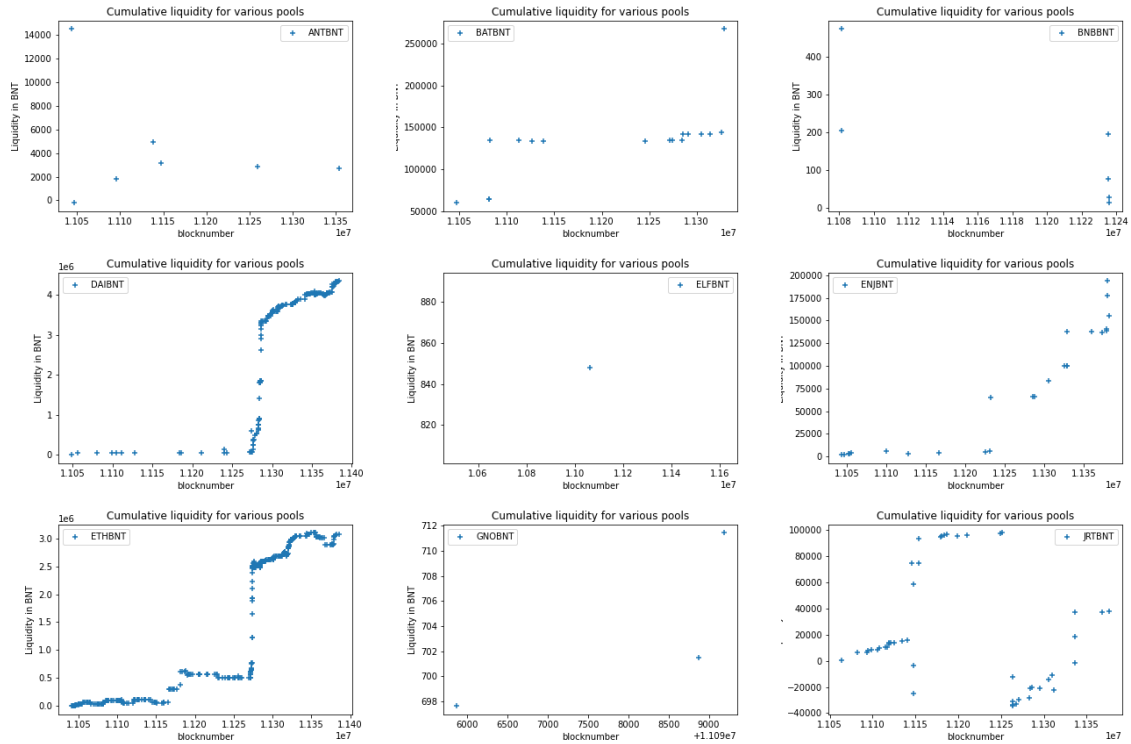 Cumulative liquidity for various pools
ANTBNT
14000
12000
10000
8000
6000
4000
2000
0
Liquidity in BNT
1.105 1.110 1.115 1.120 1.125 1.130 1.135
1e7
blocknumber
Cumulative liquidity for various pools
BATBNT
250000
200000
150000
100000
50000
Liquidity in BNT
1.105 1.110 1.115 1.120 1.125 1.130
1e7
blocknumber
Cumulative liquidity for various pools
BNBBNT
400
300
200
100
0
Liquidity in BNT
1.108 1.110 1.112 1.114 1.116 1.118 1.120 1.122 1.124
1e7
blocknumber
Cumulative liquidity for various pools
1e6
DAIBNT
4
3
2
1
0
Liquidity in BNT
1.105 1.110 1.115 1.120 1.125 1.130 1.135 1.140
1e7
blocknumber
Cumulative liquidity for various pools
ELFBNT
880
860
840
820
Liquidity in BNT
1.06 1.08 1.10 1.12 1.14 1.16
1e7
blocknumber
Cumulative liquidity for various pools
ENJBNT
200000
175000
150000
125000
100000
75000
50000
25000
0
Liquidity in BNT
1.105 1.110 1.115 1.120 1.125 1.130 1.135
1e7
blocknumber
Cumulative liquidity for various pools
1e6
ETHBNT
3.0
2.5
2.0
1.5
1.0
0.5
0.0
Liquidity in BNT
1.105 1.110 1.115 1.120 1.125 1.130 1.135 1.140
1e7
blocknumber
Cumulative liquidity for various pools
GNOBNT
712
710
708
706
704
702
700
698
Liquidity in BNT
6000 6500 7000 7500 8000 8500 9000
+1.109e7
blocknumber
Cumulative liquidity for various pools
JRTBNT
100000
80000
60000
40000
20000
0
−20000
−40000
1.105 1.110 1.115 1.120 1.125 1.130 1.135
1e7
blocknumber